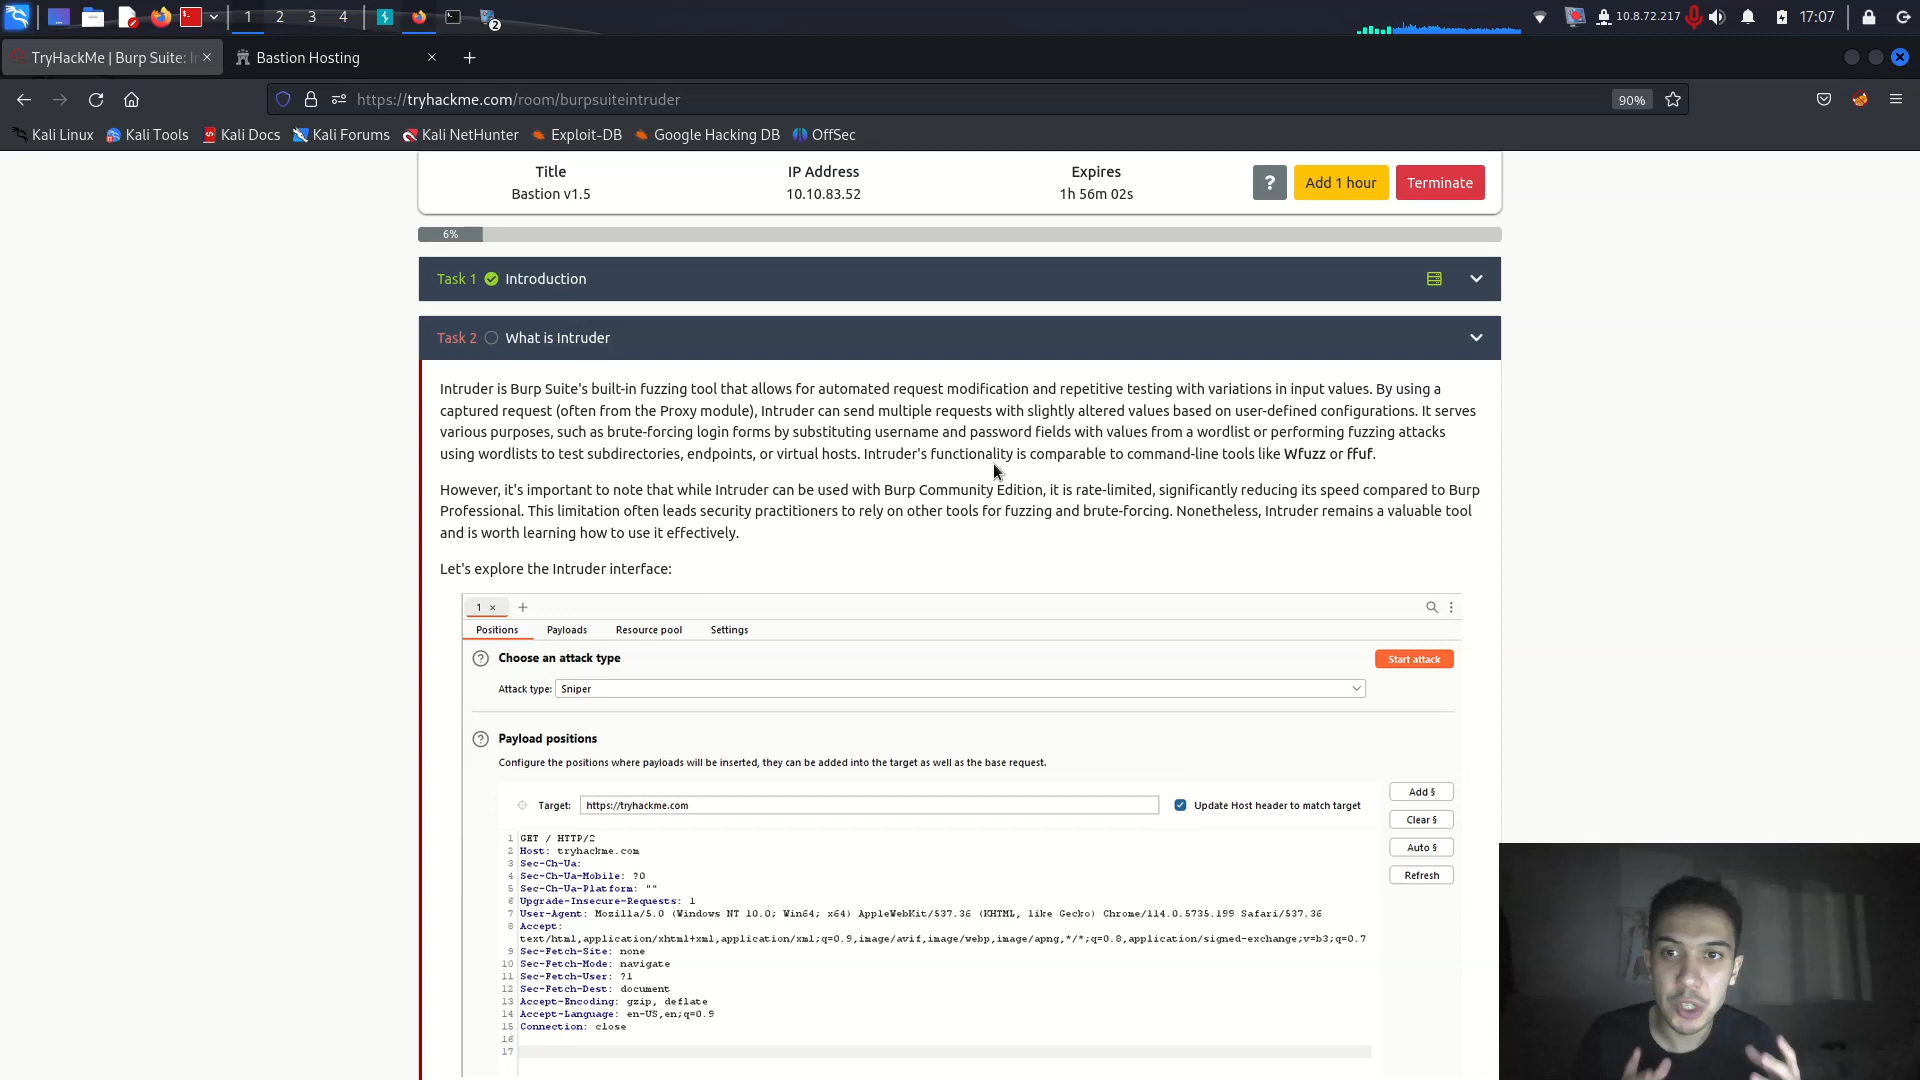 1 2 3 4 2 10.8.72.217 17:07
TryHackMe | Burp Suite: Bastion Hosting
https://tryhackme.com/room/burpsuiteintruder 90%
Kali Linux Kali Tools Kali Docs Kali Forums Kali NetHunter Exploit-DB Google Hacking DB OffSec
Title IP Address Expires
Bastion v1.5 10.10.83.52 1h 56m 02s
? Add 1 hour Terminate
6%
Task 1 Introduction
Task 2 What is Intruder
Intruder is Burp Suite's built-in fuzzing tool that allows for automated request modification and repetitive testing with variations in input values. By using a
captured request (often from the Proxy module), Intruder can send multiple requests with slightly altered values based on user-defined configurations. It serves
various purposes, such as brute-forcing login forms by substituting username and password fields with values from a wordlist or performing fuzzing attacks
using wordlists to test subdirectories, endpoints, or virtual hosts. Intruder's functionality is comparable to command-line tools like Wfuzz or ffuf.
However, it's important to note that while Intruder can be used with Burp Community Edition, it is rate-limited, significantly reducing its speed compared to Burp
Professional. This limitation often leads security practitioners to rely on other tools for fuzzing and brute-forcing. Nonetheless, Intruder remains a valuable tool
and is worth learning how to use it effectively.
Let's explore the Intruder interface:
1 × +
Positions Payloads Resource pool Settings
? Choose an attack type Start attack
Attack type: Sniper
? Payload positions
Configure the positions where payloads will be inserted, they can be added into the target as well as the base request.
Add §
Target: https://tryhackme.com Update Host header to match target
Clear §
Auto §
Refresh
1 GET / HTTP/2
2 Host: tryhackme.com
3 Sec-Ch-Ua:
4 Sec-Ch-Ua-Mobile: ?0
5 Sec-Ch-Ua-Platform: ""
6 Upgrade-Insecure-Requests: 1
7 User-Agent: Mozilla/5.0 (Windows NT 10.0; Win64; x64) AppleWebKit/537.36 (KHTML, like Gecko) Chrome/114.0.5735.199 Safari/537.36
8 Accept:
text/html,application/xhtml+xml,application/xml;q=0.9,image/avif,image/webp,image/apng,*/*;q=0.8,application/signed-exchange;v=b3;q=0.7
9 Sec-Fetch-Site: none
10 Sec-Fetch-Mode: navigate
11 Sec-Fetch-User: ?1
12 Sec-Fetch-Dest: document
13 Accept-Encoding: gzip, deflate
14 Accept-Language: en-US,en;q=0.9
15 Connection: close
16
17